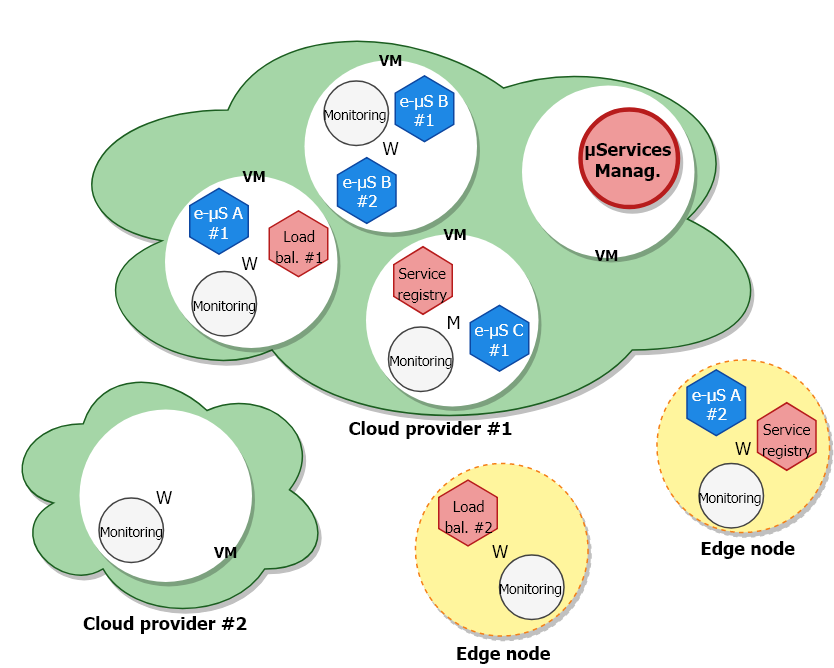 VM
Monitoring
e-μS B
#1
W
e-μS B
#2
μServices
Manag.
VM
VM
e-μS A
#1
Load
bal. #1
W
Monitoring
VM
Service
registry
M
e-μS C
#1
Monitoring
Cloud provider #1
e-μS A
#2
Service
registry
W
Monitoring
Edge node
W
Monitoring
VM
Cloud provider #2
Load
bal. #2
W
Monitoring
Edge node